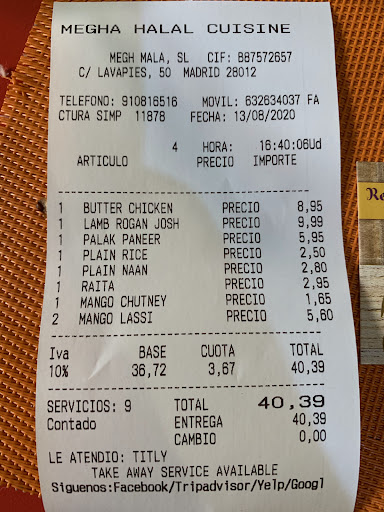 MEGHA HALAL CUISINE
MEGH MALA, SL CIF: B87572657
C/ LAVAPIES, 50 MADRID 28012
TELEFONO: 910816516 MOVIL: 632634037 FA
CTURA SIMP 11878 FECHA: 13/08/2020
4 HORA: 16:40:06Ud
ARTICULO PRECIO IMPORTE
1 BUTTER CHICKEN PRECIO 8,95
1 LAMB ROGAN JOSH PRECIO 9,99
1 PALAK PANEER PRECIO 5,95
1 PLAIN RICE PRECIO 2,50
1 PLAIN NAAN PRECIO 2,80
1 RAITA PRECIO 2,95
1 MANGO CHUTNEY PRECIO 1,65
2 MANGO LASSI PRECIO 5,60
Iva BASE CUOTA TOTAL
10% 36,72 3,67 40,39
SERVICIOS: 9 TOTAL 40,39
Contado ENTREGA 40,39
CAMBIO 0,00
LE ATENDIO: TITLY
TAKE AWAY SERVICE AVAILABLE
Siguenos:Facebook/Tripadvisor/Yelp/Googl
Re